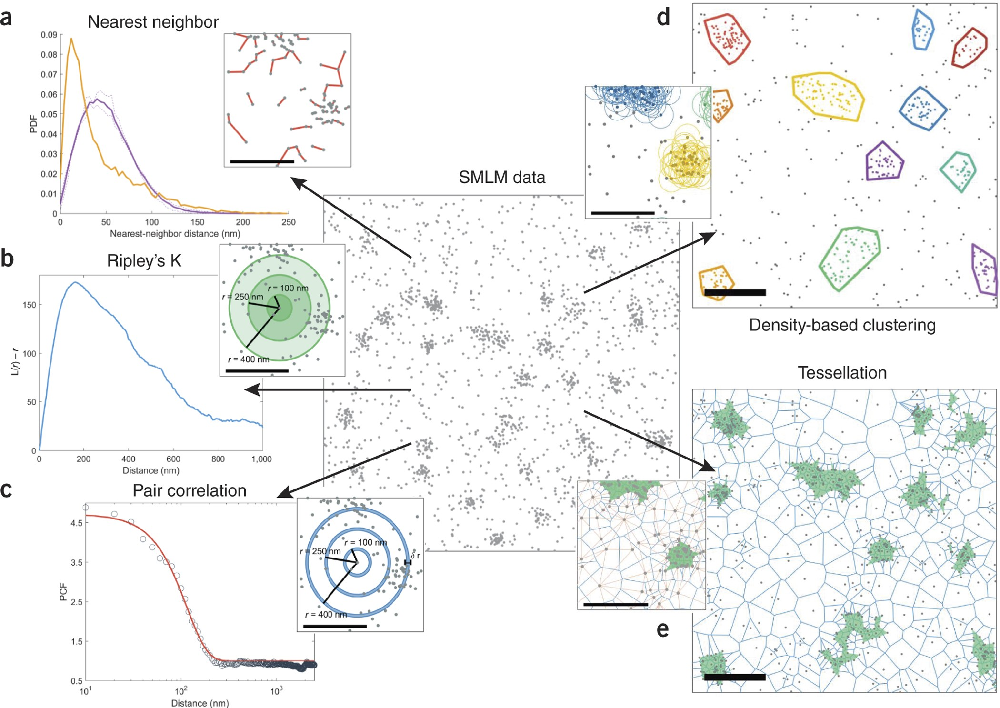 a
Nearest neighbor
0.09
0.08
0.07
0.06
0.05
0.04
0.03
0.02
0.01
0
PDF
0 50 100 150 200 250
Nearest-neighbor distance (nm)
b
Ripley’s K
150
100
50
0
L(r) – r
0 200 400 600 800 1,000
Distance (nm)
r = 100 nm
r = 250 nm
r = 400 nm
c
Pair correlation
4.5
3.5
2.5
1.5
0.5
PCF
10¹ 10² 10³
Distance (nm)
r = 100 nm
r = 250 nm
δ r
r = 400 nm
SMLM data
d
Density-based clustering
Tessellation
e